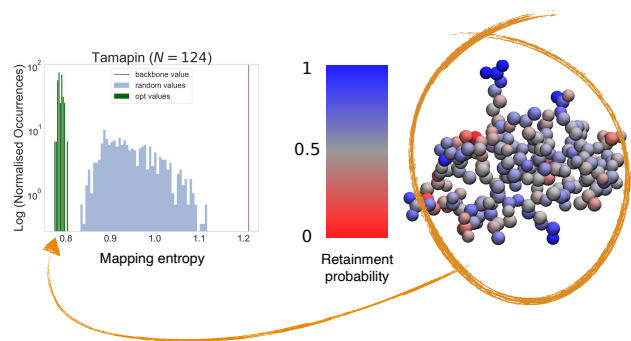 Tamapin (N = 124)
backbone value
random values
opt values
Log (Normalised Occurrences)
10²
10¹
10⁰
0.8 0.9 1.0 1.1 1.2
Mapping entropy
1
0.5
0
Retainment
probability